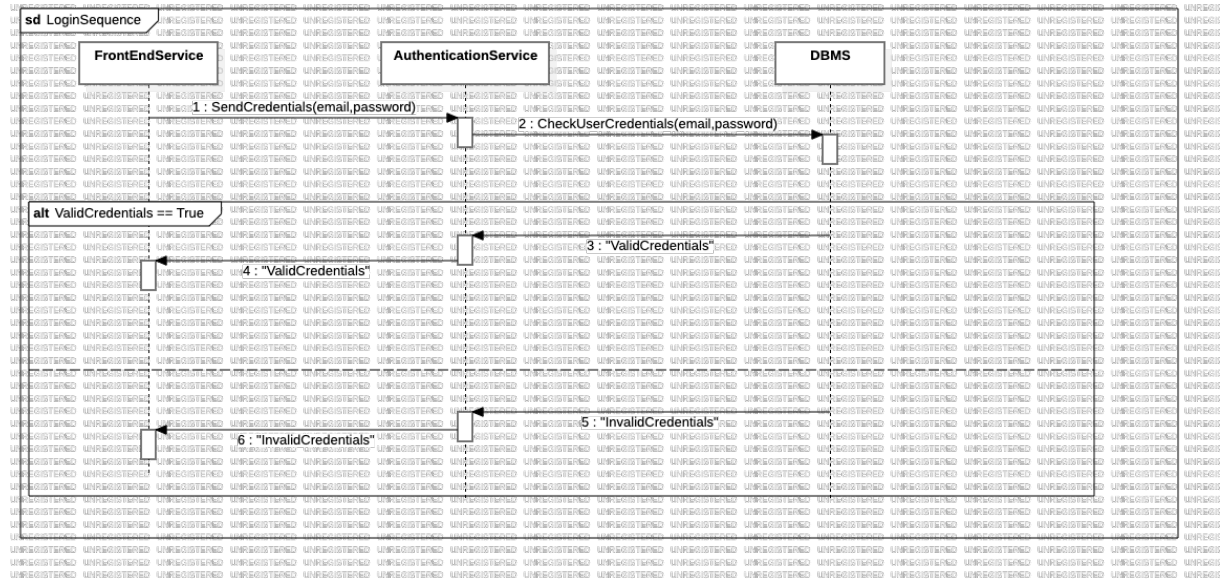 sd LoginSequence
FrontEndService
AuthenticationService
DBMS
1 : SendCredentials(email,password)
2 : CheckUserCredentials(email,password)
alt ValidCredentials == True
3 : "ValidCredentials"
4 : "ValidCredentials"
5 : "InvalidCredentials"
6 : "InvalidCredentials"
UNREGISTERED